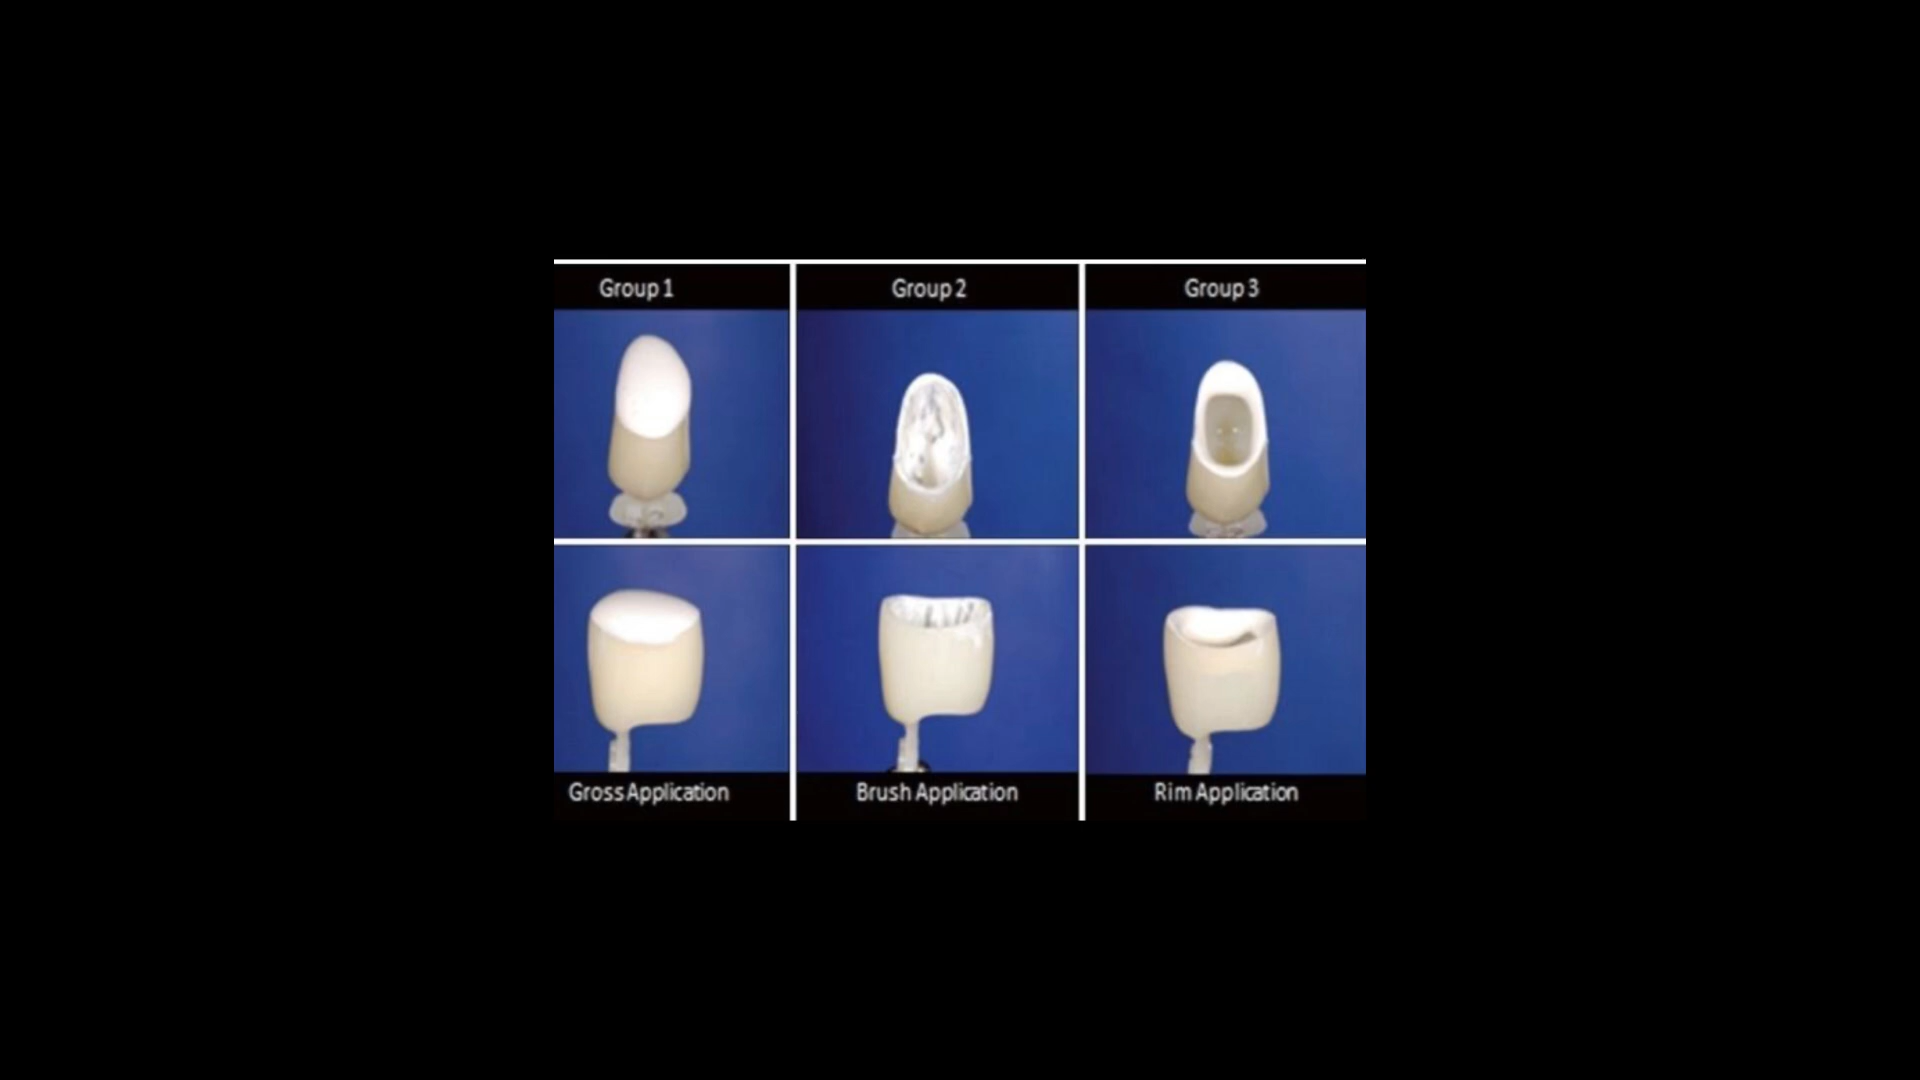 Group 1
Group 2
Group 3
Gross Application
Brush Application
Rim Application